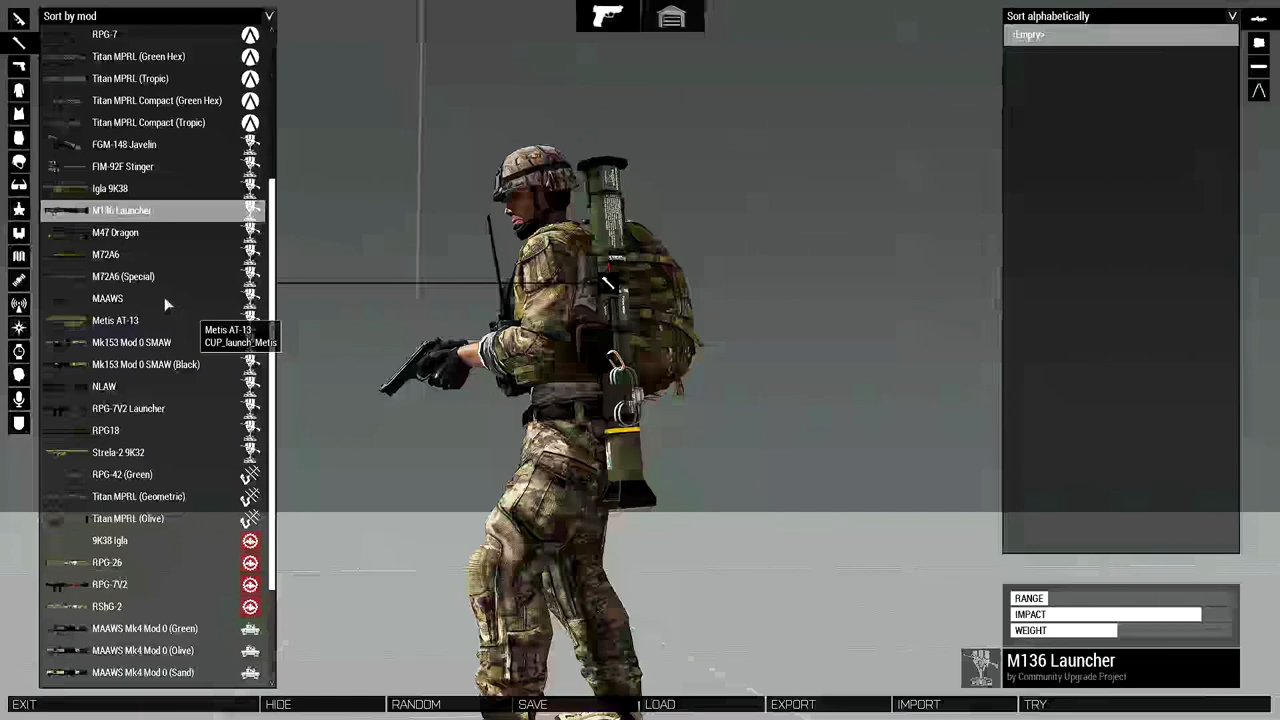 Sort by mod
RPG-7
Titan MPRL (Green Hex)
Titan MPRL (Tropic)
Titan MPRL Compact (Green Hex)
Titan MPRL Compact (Tropic)
FGM-148 Javelin
FIM-92F Stinger
Igla 9K38
M136 Launcher
M47 Dragon
M72A6
M72A6 (Special)
MAAWS
Metis AT-13
Metis AT-13
CUP_launch_Metis
Mk153 Mod 0 SMAW
Mk153 Mod 0 SMAW (Black)
NLAW
RPG-7V2 Launcher
RPG18
Strela-2 9K32
RPG-42 (Green)
Titan MPRL (Geometric)
Titan MPRL (Olive)
9K38 Igla
RPG-26
RPG-7V2
RShG-2
MAAWS Mk4 Mod 0 (Green)
MAAWS Mk4 Mod 0 (Olive)
MAAWS Mk4 Mod 0 (Sand)
Sort alphabetically
<Empty>
RANGE
IMPACT
WEIGHT
M136 Launcher
by Community Upgrade Project
EXIT
HIDE
RANDOM
SAVE
LOAD
EXPORT
IMPORT
TRY